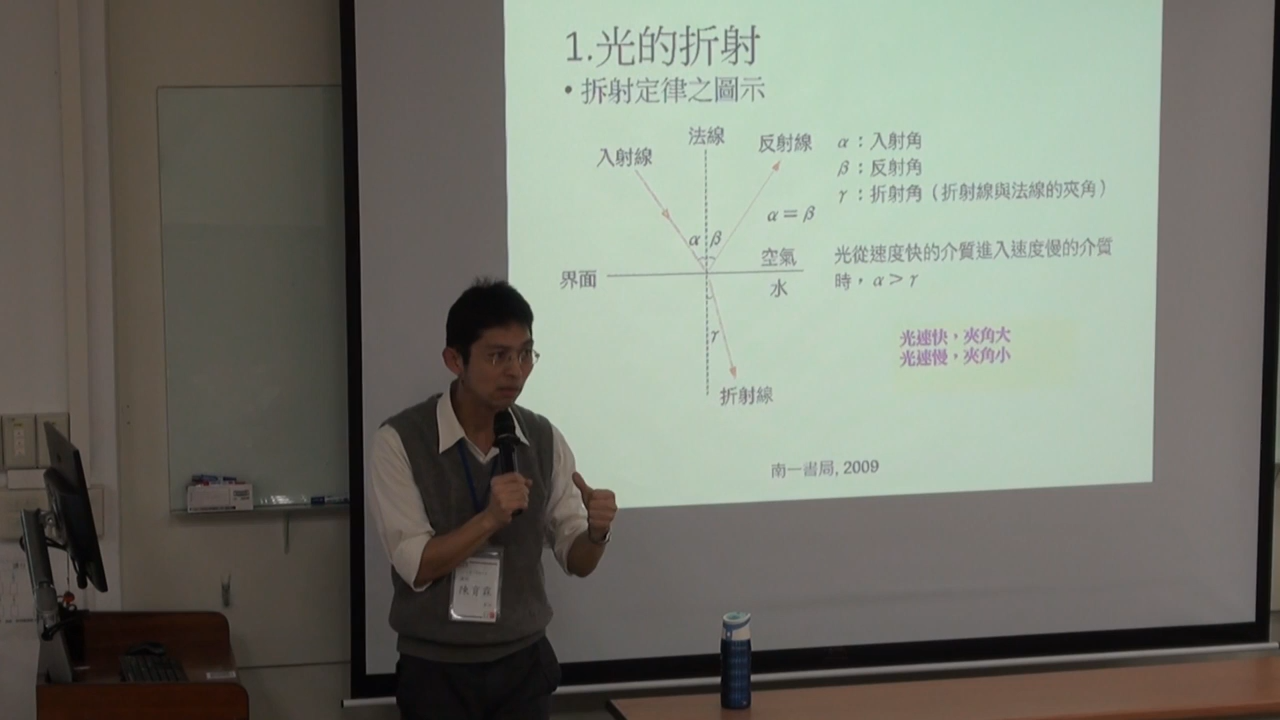 1.光的折射
• 拆射定律之圖示
法線
入射線
反射線
α：入射角
β：反射角
γ：折射角（折射線與法線的夾角）
α = β
α β
空氣
界面
水
光從速度快的介質進入速度慢的介質
時，α > γ
γ
光速快，夾角大
光速慢，夾角小
折射線
南一書局, 2009